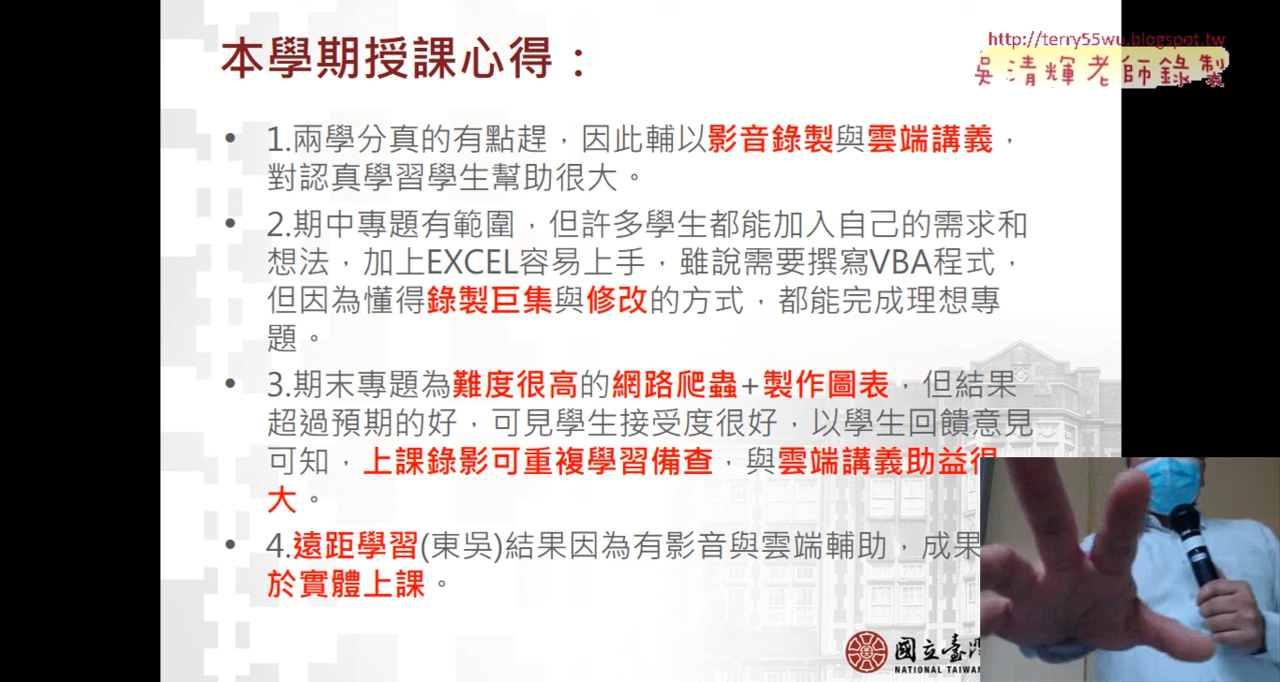 本學期授課心得：
http://terry55wu.blogspot.tw
吳清輝老師錄製
• 1.兩學分真的有點趕，因此輔以影音錄製與雲端講義，
對認真學習學生幫助很大。
• 2.期中專題有範圍，但許多學生都能加入自己的需求和
想法，加上EXCEL容易上手，雖說需要撰寫VBA程式，
但因為懂得錄製巨集與修改的方式，都能完成理想專
題。
• 3.期末專題為難度很高的網路爬蟲+製作圖表，但結果
超過預期的好，可見學生接受度很好，以學生回饋意見
可知，上課錄影可重複學習備查，與雲端講義助益很
大。
• 4.遠距學習(東吳)結果因為有影音與雲端輔助，成果
於實體上課。
國立臺灣
NATIONAL TAIWAN